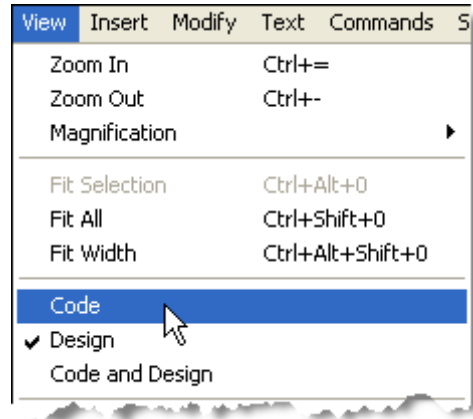 View Insert Modify Text Commands S
Zoom In Ctrl+=
Zoom Out Ctrl+-
Magnification
Fit Selection Ctrl+Alt+0
Fit All Ctrl+Shift+0
Fit Width Ctrl+Alt+Shift+0
Code
Design
Code and Design